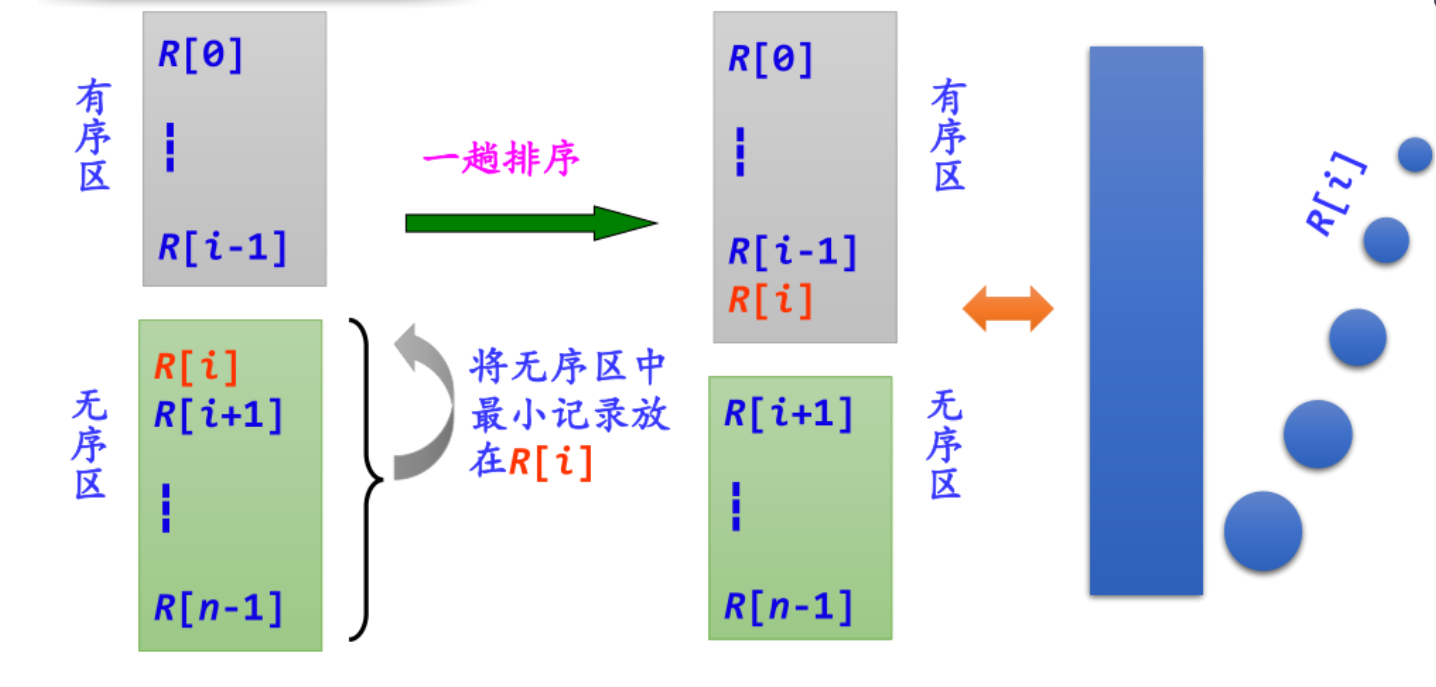 有序区
R[0]
┇
R[i-1]
无序区
R[i]
R[i+1]
┇
R[n-1]
一趟排序
将无序区中
最小记录放
在R[i]
R[0]
┇
R[i-1]
R[i]
有序区
R[i+1]
┇
R[n-1]
无序区
R[i]